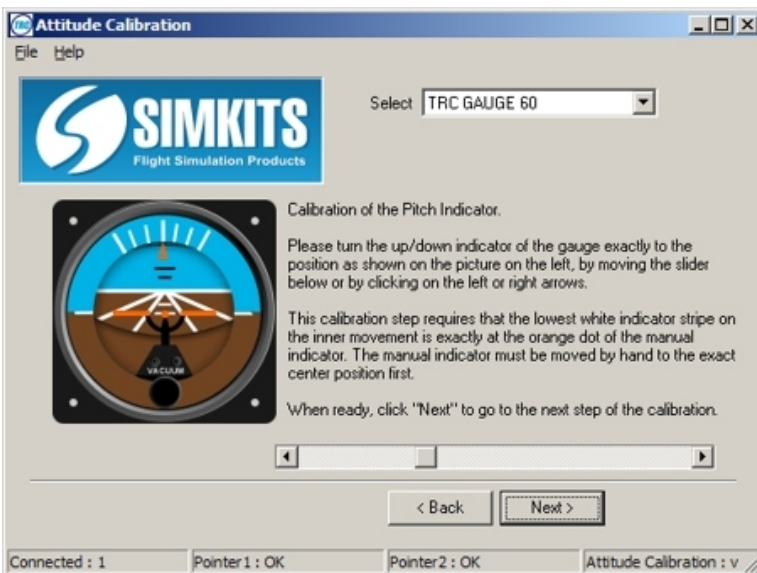 TRC Attitude Calibration
File Help
SIMKITS
Flight Simulation Products
Select TRC GAUGE 60
VACUUM
Calibration of the Pitch Indicator.
Please turn the up/down indicator of the gauge exactly to the
position as shown on the picture on the left, by moving the slider
below or by clicking on the left or right arrows.
This calibration step requires that the lowest white indicator stripe on
the inner movement is exactly at the orange dot of the manual
indicator. The manual indicator must be moved by hand to the exact
center position first.
When ready, click "Next" to go to the next step of the calibration.
< Back Next >
Connected : 1 Pointer1 : OK Pointer2 : OK Attitude Calibration : v